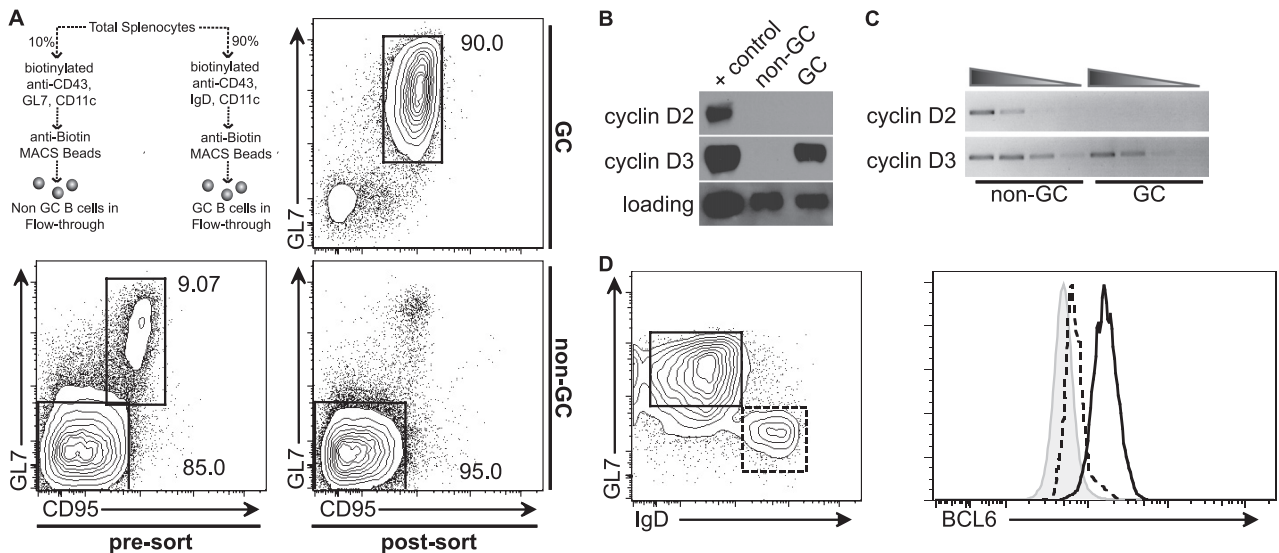 A
Total Splenocytes
10%
90%
biotinylated
anti-CD43,
GL7, CD11c
biotinylated
anti-CD43,
IgD, CD11c
anti-Biotin
MACS Beads
anti-Biotin
MACS Beads
Non GC B cells in
Flow-through
GC B cells in
Flow-through
90.0
GL7
GC
9.07
85.0
GL7
CD95
pre-sort
95.0
GL7
CD95
post-sort
non-GC
B
+ control
non-GC
GC
cyclin D2
cyclin D3
loading
C
cyclin D2
cyclin D3
non-GC
GC
D
GL7
IgD
BCL6